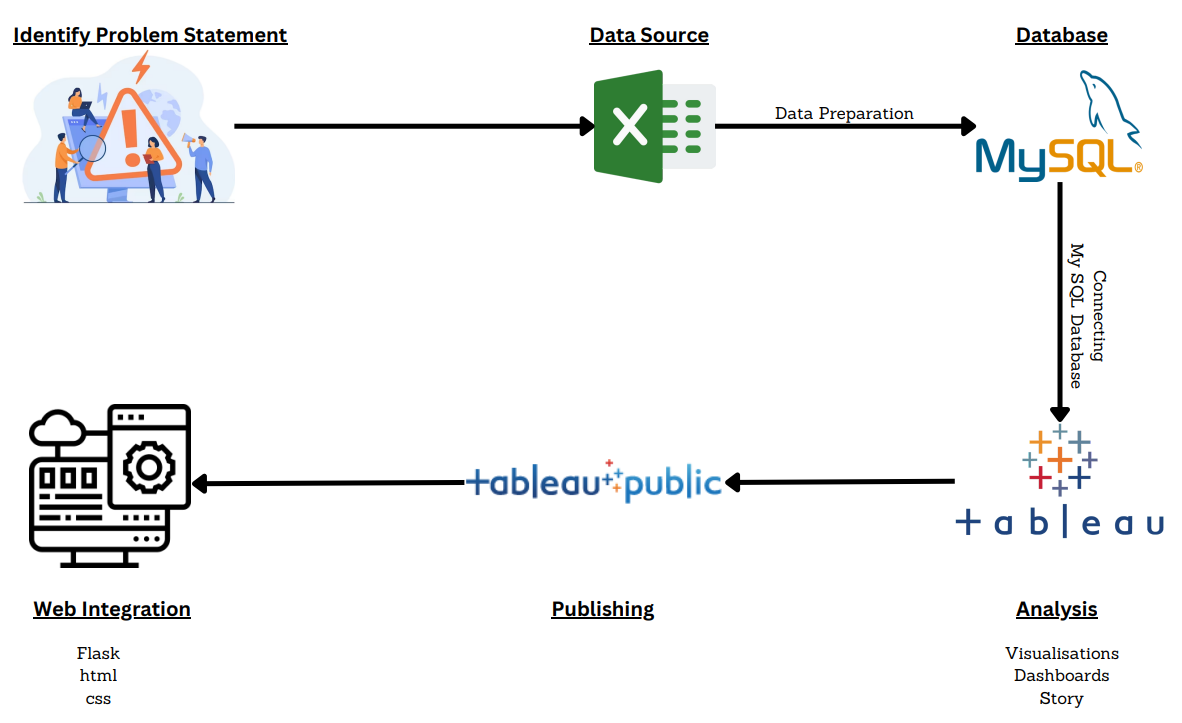 Identify Problem Statement
Data Source
Database
X
Data Preparation
MySQL®
Connecting
My SQL Database
tableau public
tableau
Web Integration
Publishing
Analysis
Flask
html
css
Visualisations
Dashboards
Story